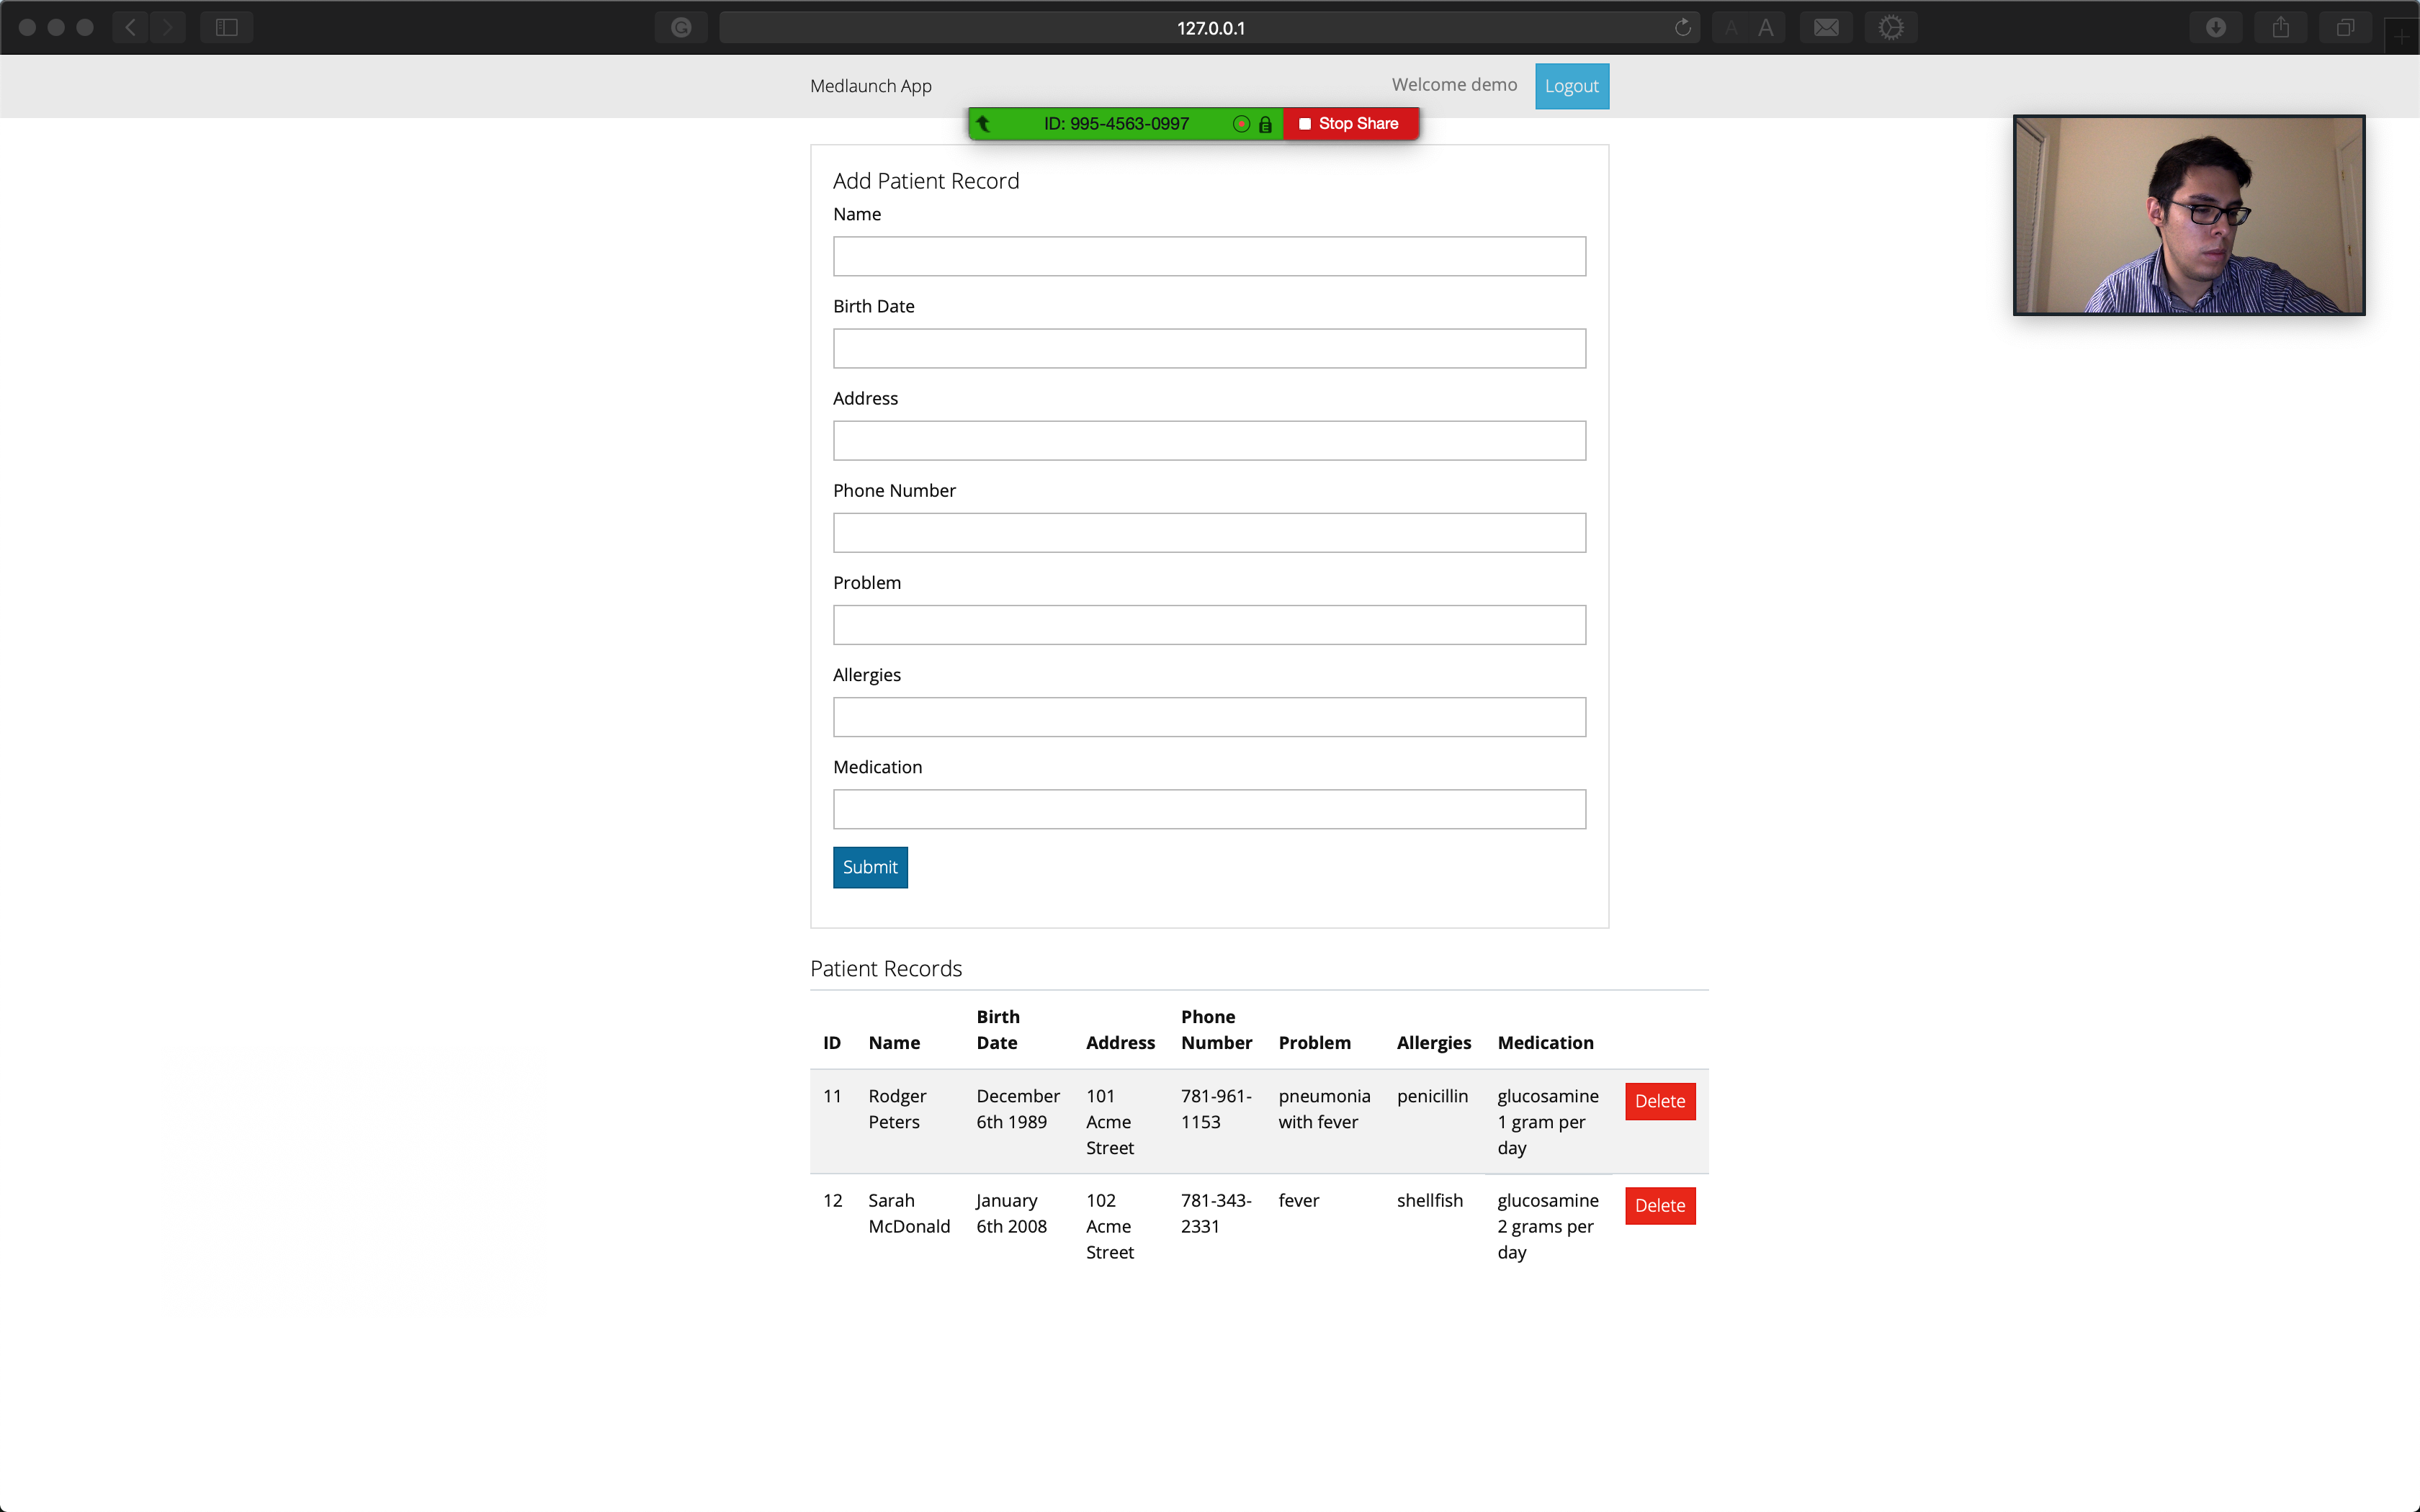 127.0.0.1
A A
Medlaunch App
Welcome demo
Logout
ID: 995-4563-0997
Stop Share
Add Patient Record
Name
Birth Date
Address
Phone Number
Problem
Allergies
Medication
Submit
Patient Records
ID Name Birth Date Address Phone Number Problem Allergies Medication
11 Rodger Peters December 6th 1989 101 Acme Street 781-961-1153 pneumonia with fever penicillin glucosamine 1 gram per day Delete
12 Sarah McDonald January 6th 2008 102 Acme Street 781-343-2331 fever shellfish glucosamine 2 grams per day Delete